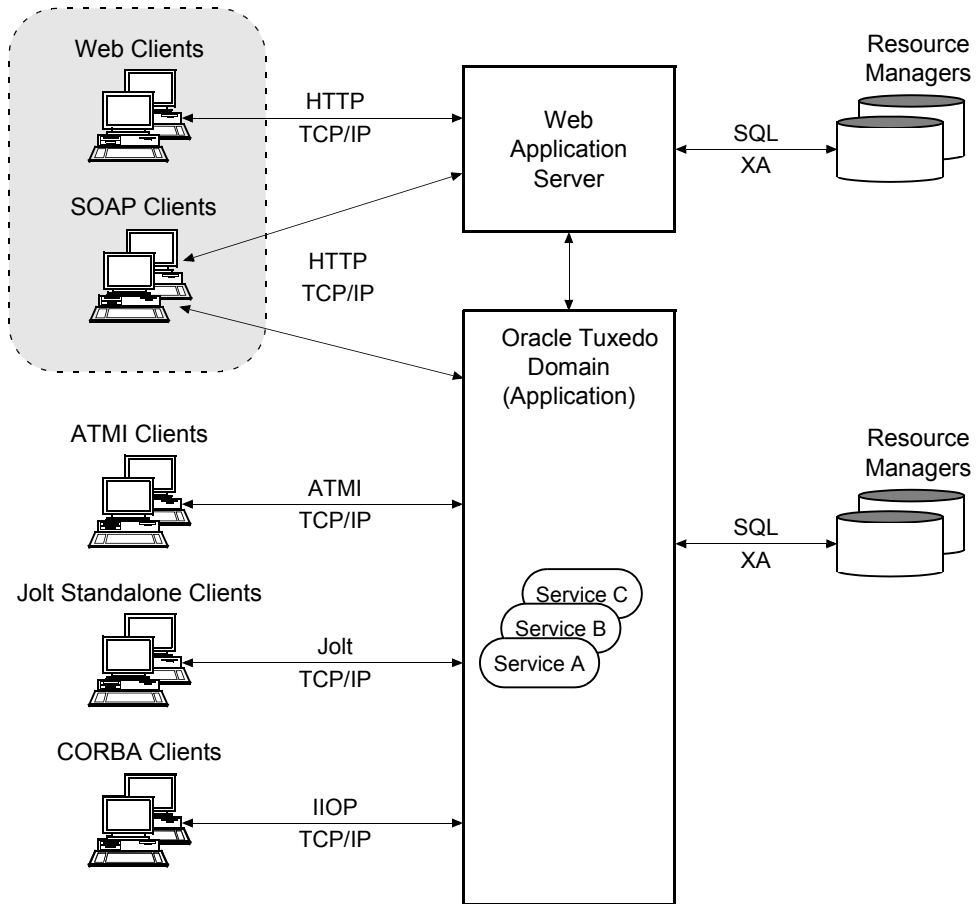 Web Clients
HTTP
TCP/IP
Web
Application
Server
SQL
XA
Resource
Managers
SOAP Clients
HTTP
TCP/IP
Oracle Tuxedo
Domain
(Application)
ATMI Clients
ATMI
TCP/IP
Resource
Managers
SQL
XA
Jolt Standalone Clients
Jolt
TCP/IP
Service C
Service B
Service A
CORBA Clients
IIOP
TCP/IP